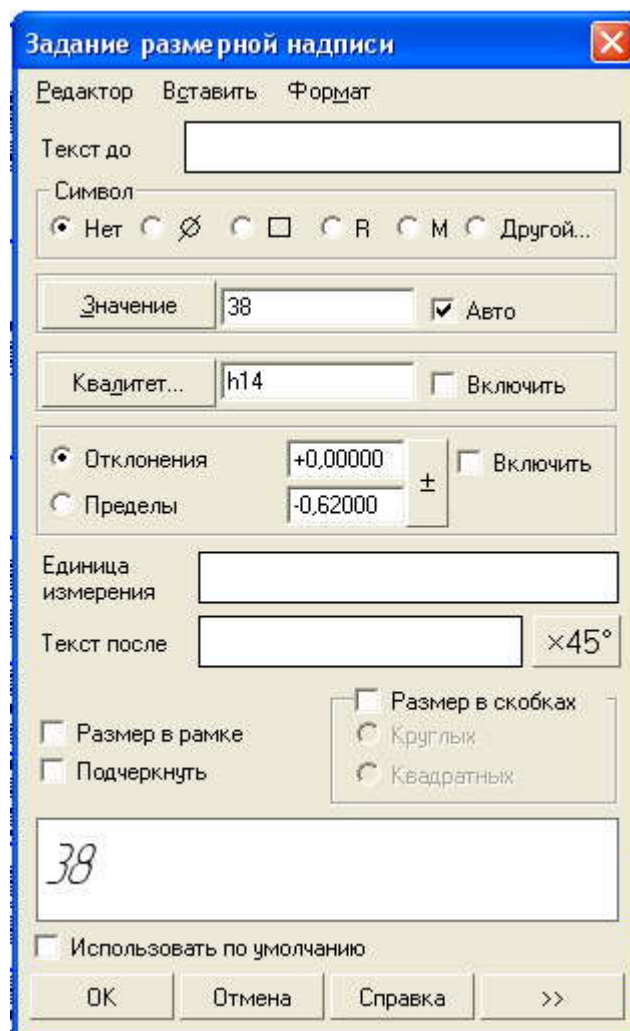 Задание размерной надписи
Редактор Вставить Формат
Текст до
Символ
Нет Ø □ R M Другой...
Значение 38 Авто
Квалитет... h14 Включить
Отклонения +0,00000 ± Включить
Пределы -0,62000
Единица
измерения
Текст после ×45°
Размер в скобках
Размер в рамке Круглых
Подчеркнуть Квадратных
38
Использовать по умолчанию
OK Отмена Справка >>